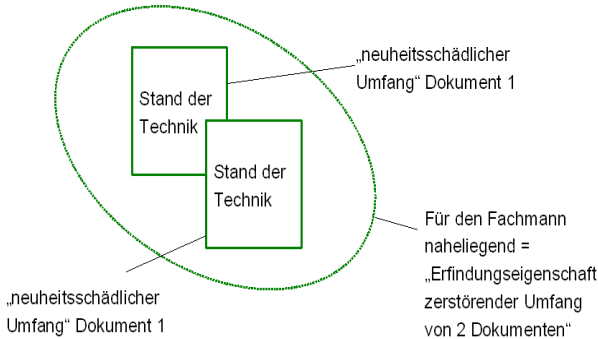 „neuheitsschädlicher
Umfang“ Dokument 1
Stand der
Technik
Stand der
Technik
Für den Fachmann
naheliegend =
„Erfindungseigenschaft
zerstörender Umfang
von 2 Dokumenten“
„neuheitsschädlicher
Umfang“ Dokument 1